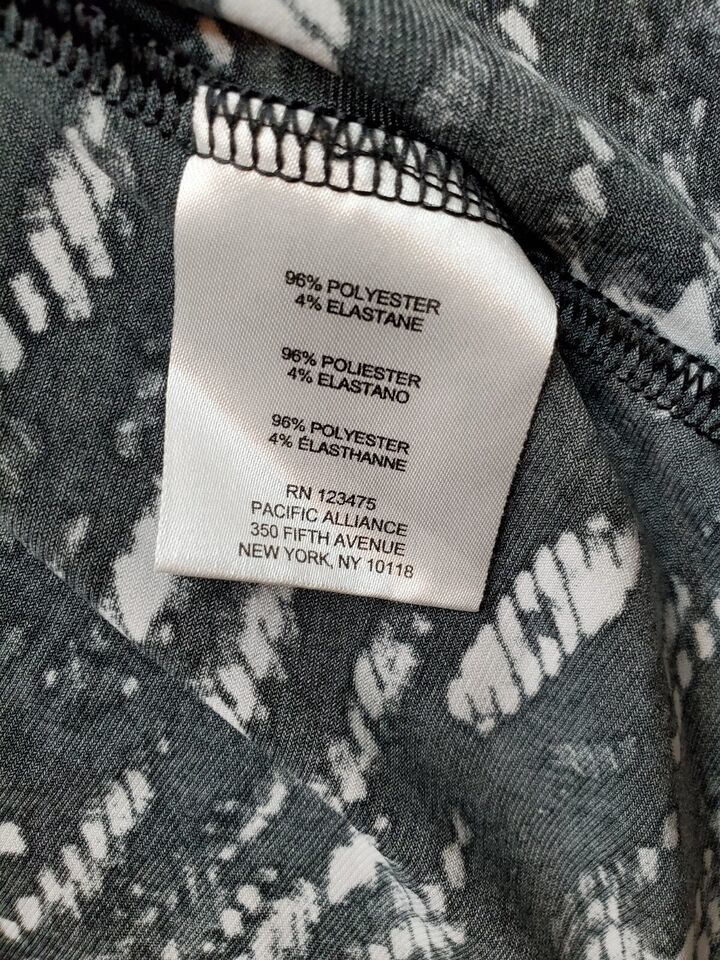 96% POLYESTER
4% ELASTANE
96% POLIESTER
4% ELASTANO
96% POLYESTER
4% ÉLASTHANNE
RN 123475
PACIFIC ALLIANCE
350 FIFTH AVENUE
NEW YORK, NY 10118